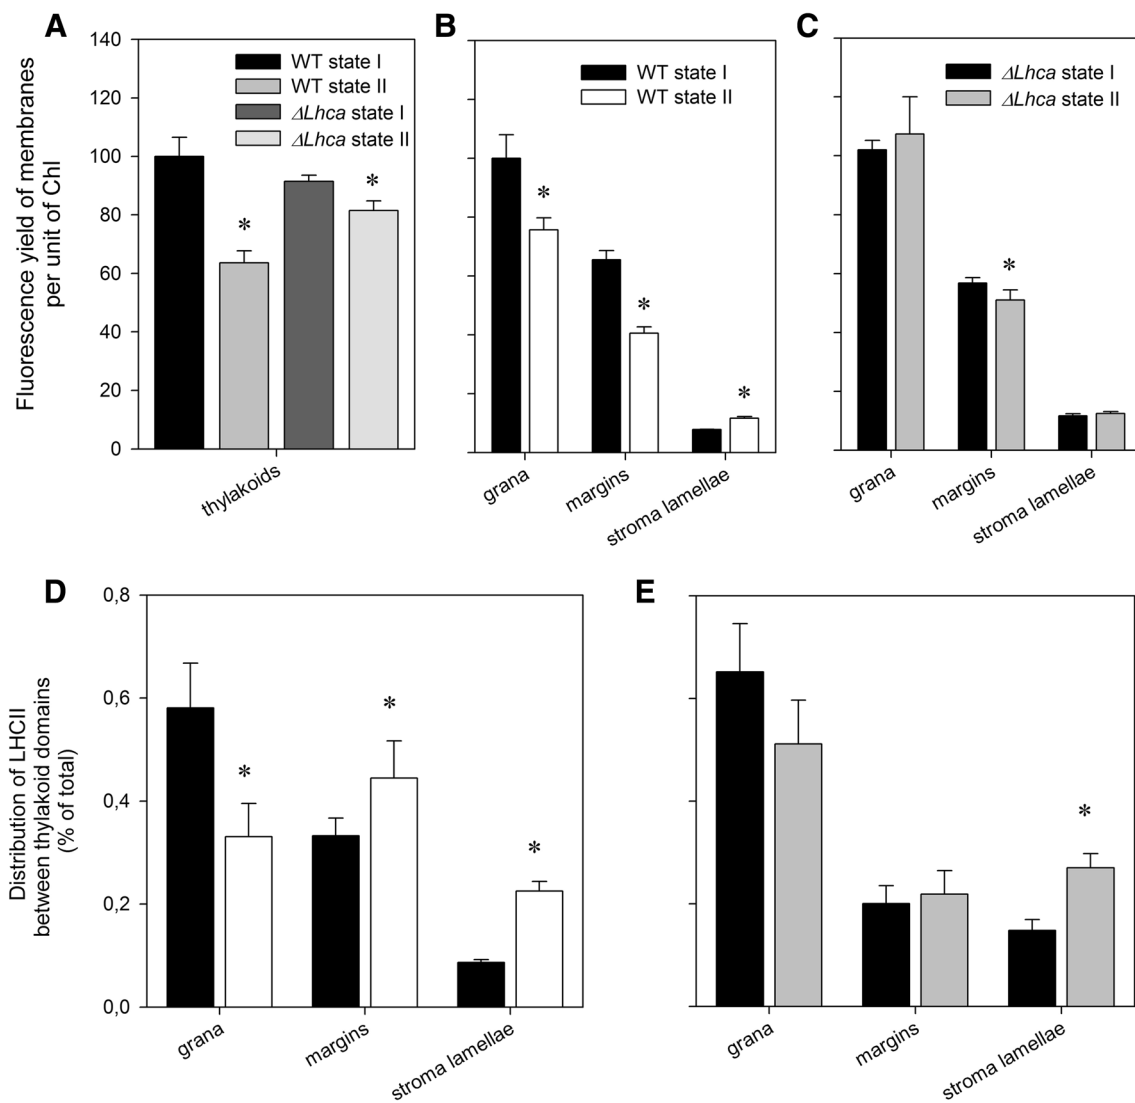 A
B
C
Fluorescence yield of membranes
per unit of Chl
140
120
100
80
60
40
20
0
WT state I
WT state II
ΔLhca state I
ΔLhca state II
*
*
thylakoids
WT state I
WT state II
*
*
*
grana
margins
stroma lamellae
ΔLhca state I
ΔLhca state II
*
grana
margins
stroma lamellae
D
E
Distribution of LHCII
between thylakoid domains
(% of total)
0,8
0,6
0,4
0,2
0,0
*
*
*
grana
margins
stroma lamellae
*
grana
margins
stroma lamellae